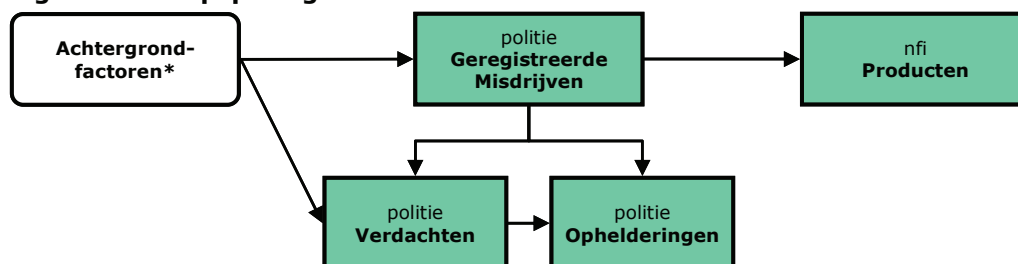 Achtergrond-
factoren*
politie
Geregistreerde
Misdrijven
nfi
Producten
politie
Verdachten
politie
Ophelderingen